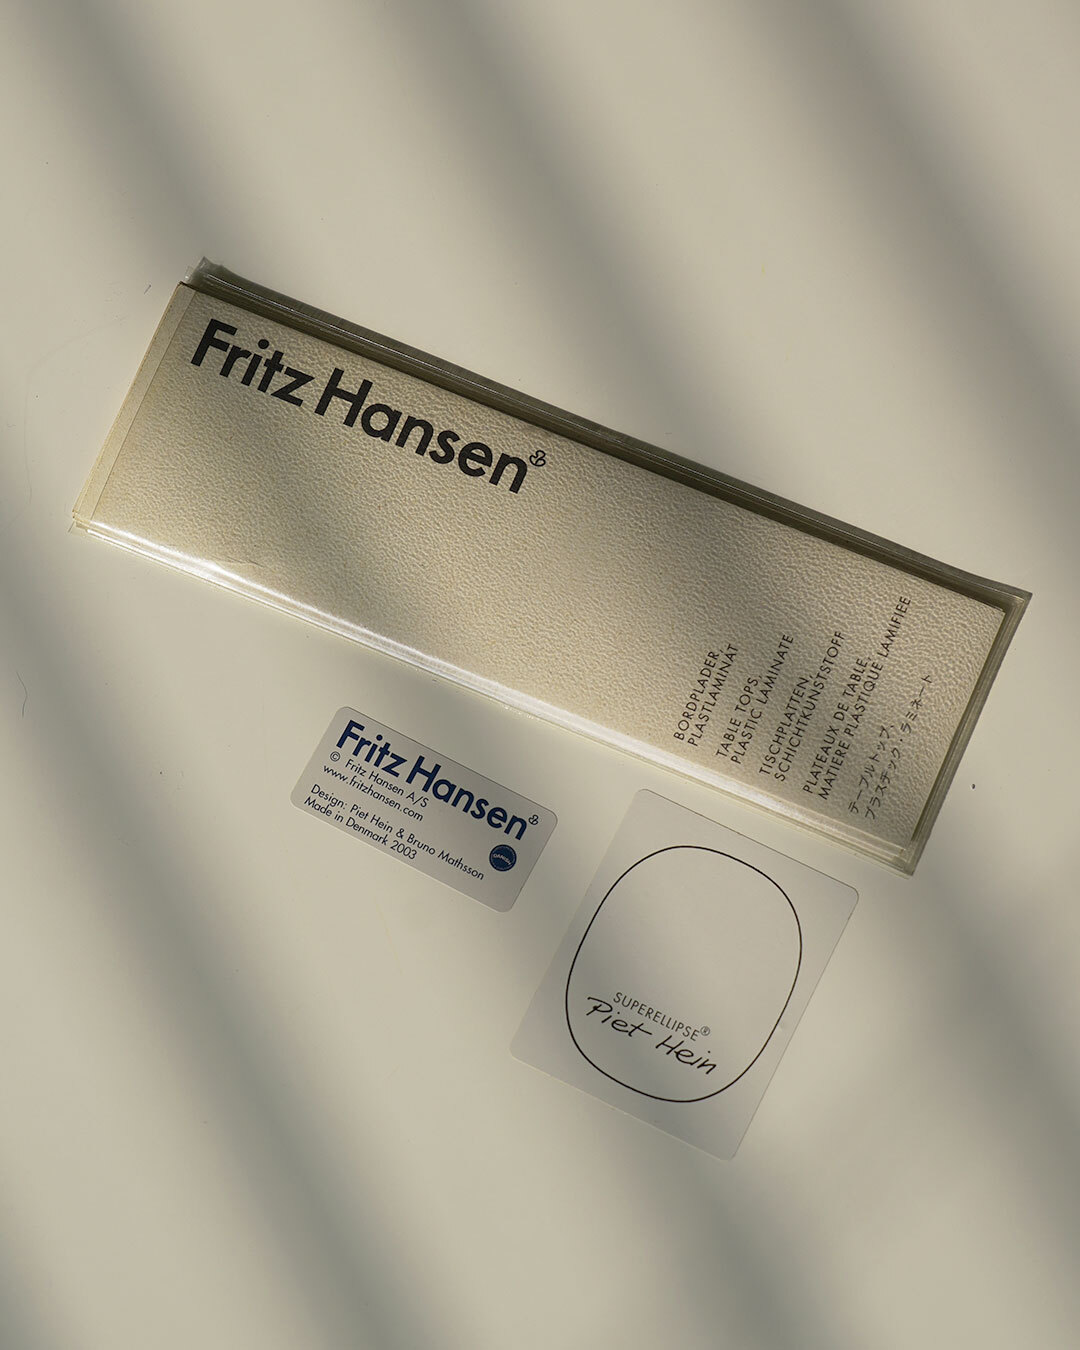 Fritz Hansen
BORDPLADER,
PLASTLAMINAT
TABLE TOPS,
PLASTIC LAMINATE
TISCHPLATTEN,
SCHICHTKUNSTSTOFF
PLATEAUX DE TABLE,
MATIERE PLASTIQUE LAMIFIEE
テーブルトップ、
プラスチック・ラミネート
Fritz Hansen
© Fritz Hansen A/S
www.fritzhansen.com
Design: Piet Hein & Bruno Mathsson
Made in Denmark 2003
DANISH
SUPERELLIPSE®
Piet Hein